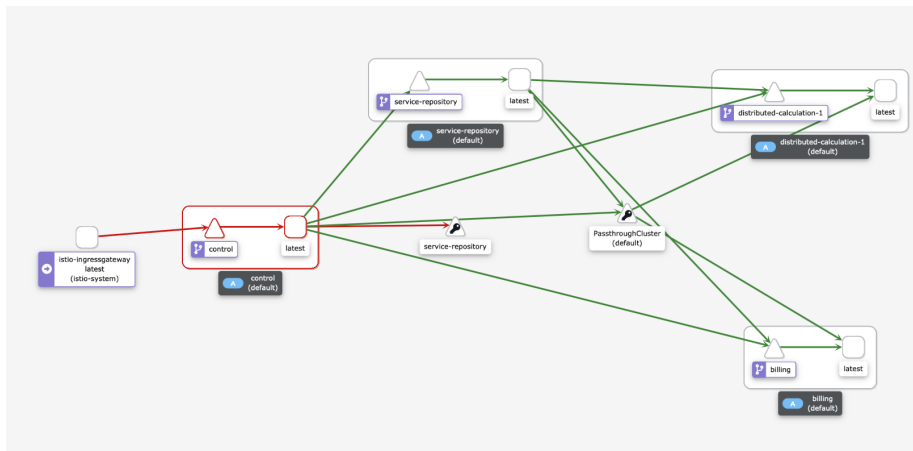 service-repository
latest
A service-repository
(default)
distributed-calculation-1
latest
A distributed-calculation-1
(default)
istio-ingressgateway
latest
(istio-system)
control
latest
A control
(default)
service-repository
PassthroughCluster
(default)
billing
latest
A billing
(default)